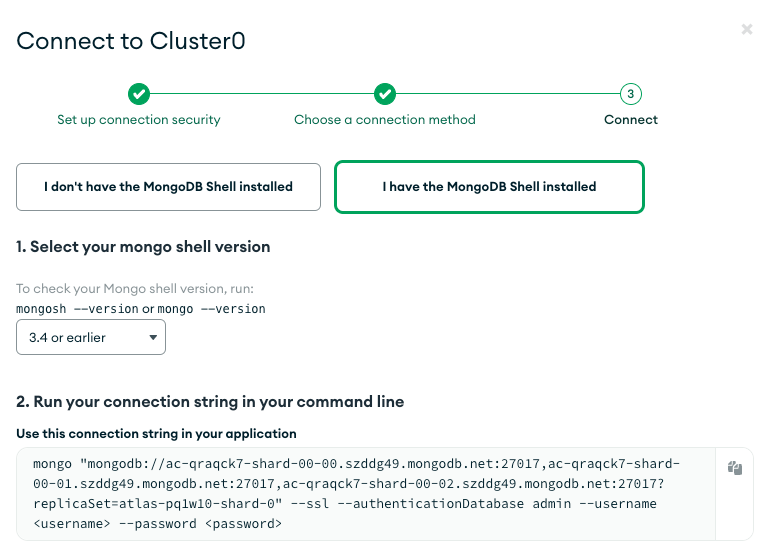 Connect to Cluster0
Set up connection security
Choose a connection method
3
Connect
I don't have the MongoDB Shell installed
I have the MongoDB Shell installed
1. Select your mongo shell version
To check your Mongo shell version, run:
mongosh --version or mongo --version
3.4 or earlier
2. Run your connection string in your command line
Use this connection string in your application
mongo "mongodb://ac-qraqck7-shard-00-00.szddg49.mongodb.net:27017,ac-qraqck7-shard-
00-01.szddg49.mongodb.net:27017,ac-qraqck7-shard-00-02.szddg49.mongodb.net:27017?
replicaSet=atlas-pq1w10-shard-0" --ssl --authenticationDatabase admin --username
<username> --password <password>